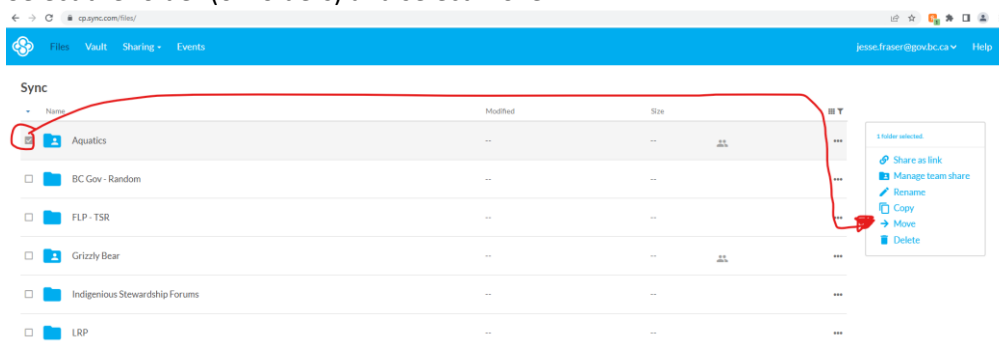 cp.sync.com/files/
Files Vault Sharing Events jesse.fraser@gov.bc.ca Help
Sync
Name Modified Size
Aquatics -- --
BC Gov - Random -- --
FLP - TSR -- --
Grizzly Bear -- --
Indigenious Stewardship Forums -- --
LRP -- --
1 folder selected
Share as link
Manage team share
Rename
Copy
Move
Delete